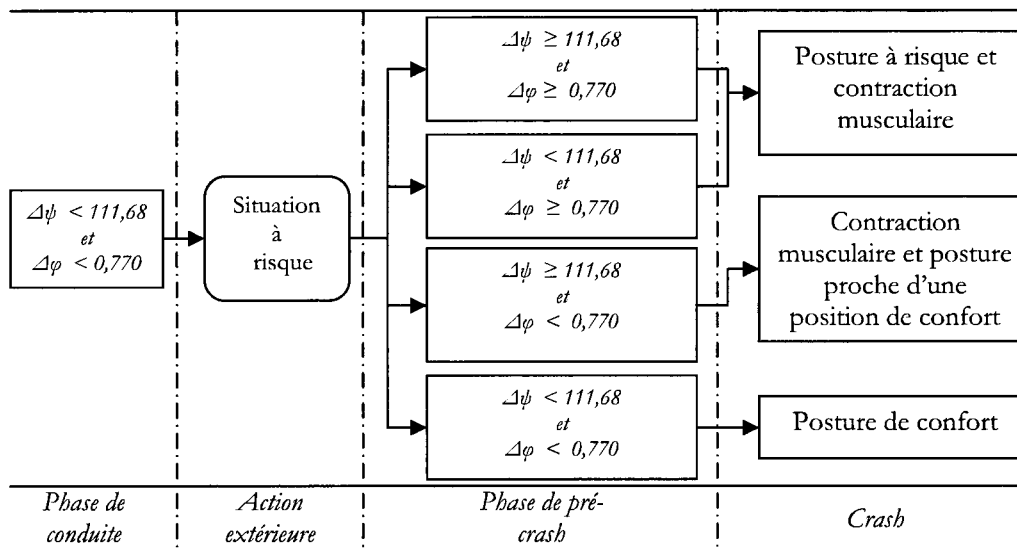 Δψ < 111,68
et
Δφ < 0,770
Situation
à
risque
Δψ ≥ 111,68
et
Δφ ≥ 0,770
Δψ < 111,68
et
Δφ ≥ 0,770
Δψ ≥ 111,68
et
Δφ < 0,770
Δψ < 111,68
et
Δφ < 0,770
Posture à risque et
contraction
musculaire
Contraction
musculaire et posture
proche d'une
position de confort
Posture de confort
Phase de
conduite
Action
extérieure
Phase de pré-
crash
Crash